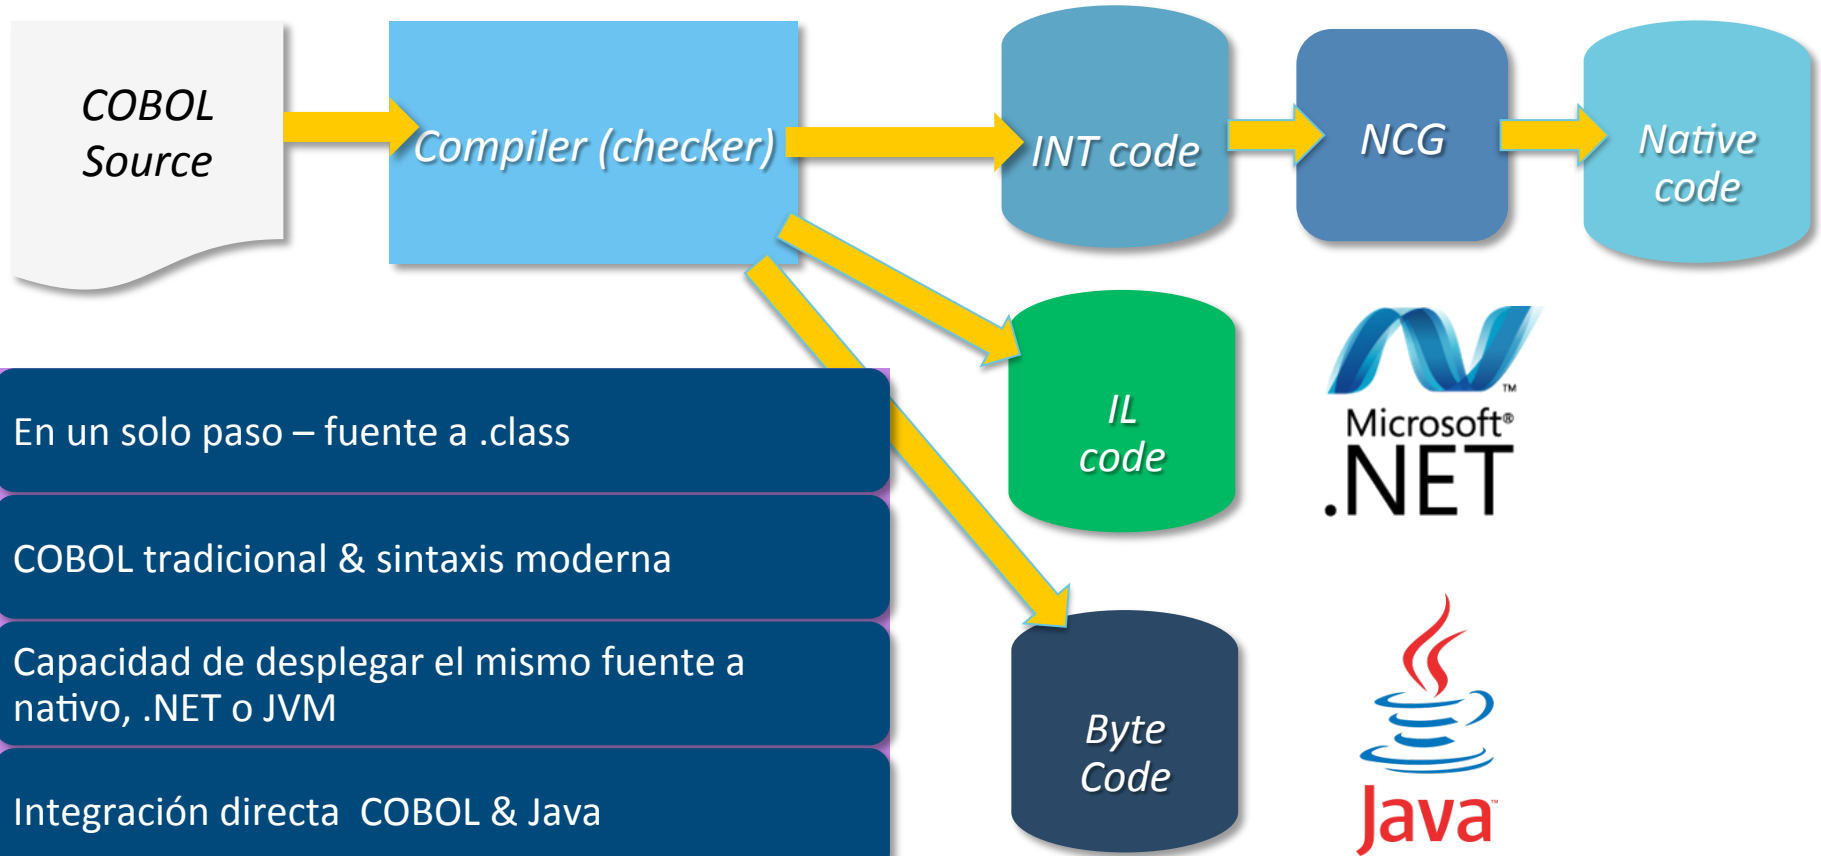 COBOL
Source
Compiler (checker)
INT code
NCG
Native
code
IL
code
Microsoft®
.NET
™
Byte
Code
Java™
En un solo paso – fuente a .class
COBOL tradicional & sintaxis moderna
Capacidad de desplegar el mismo fuente a
nativo, .NET o JVM
Integración directa  COBOL & Java